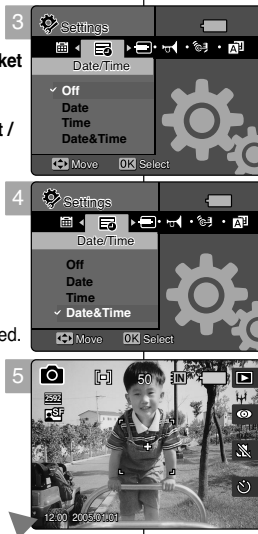 3
Settings
ket
Date/Time
Off
Date
t /
Time
Date&Time
Move OK Select
4
Settings
Date/Time
Off
Date
Time
ed.
Date&Time
Move OK Select
5
50 IN
2592
SF
12:00 2005.01.01